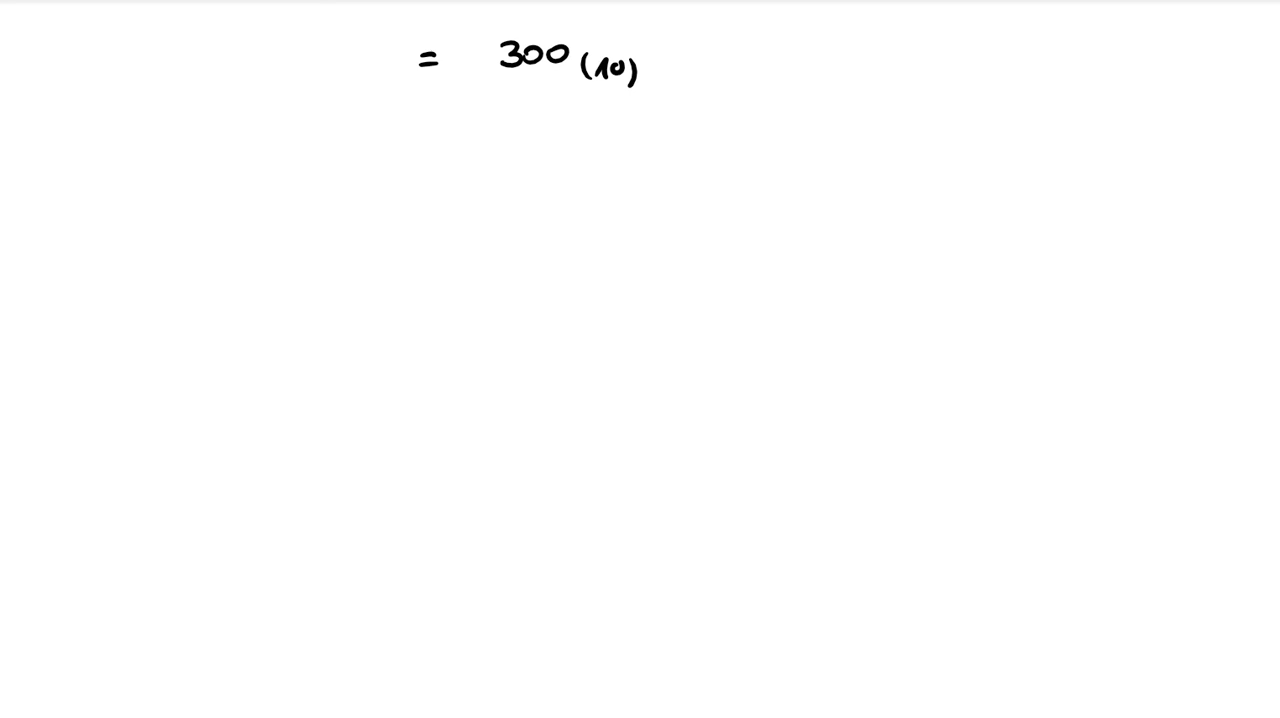 = 300 (10)